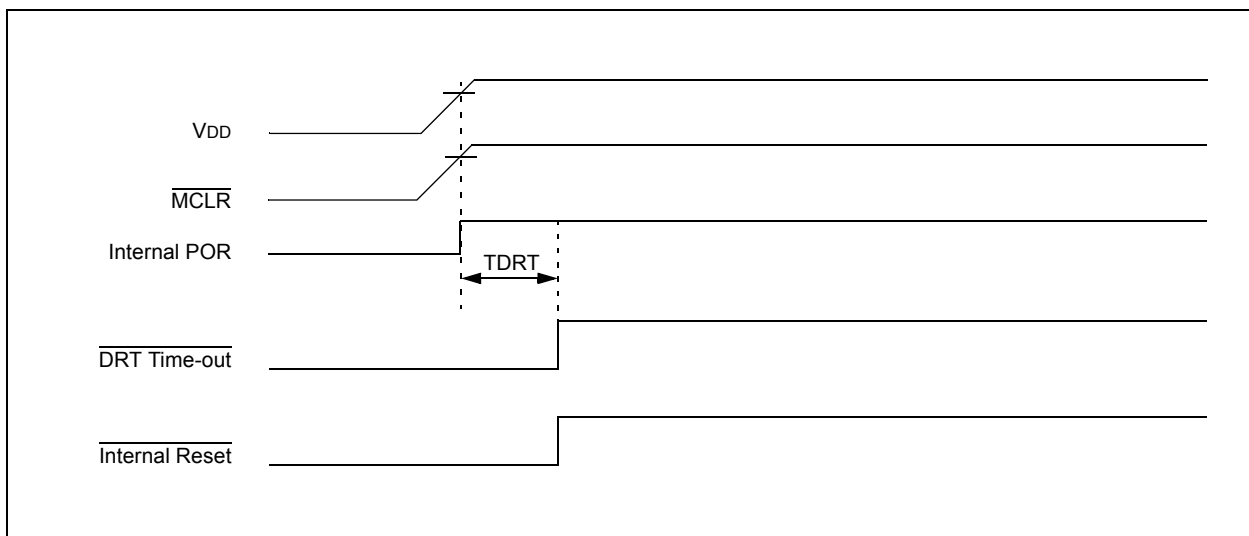 VDD
MCLR
Internal POR
TDRT
DRT Time-out
Internal Reset